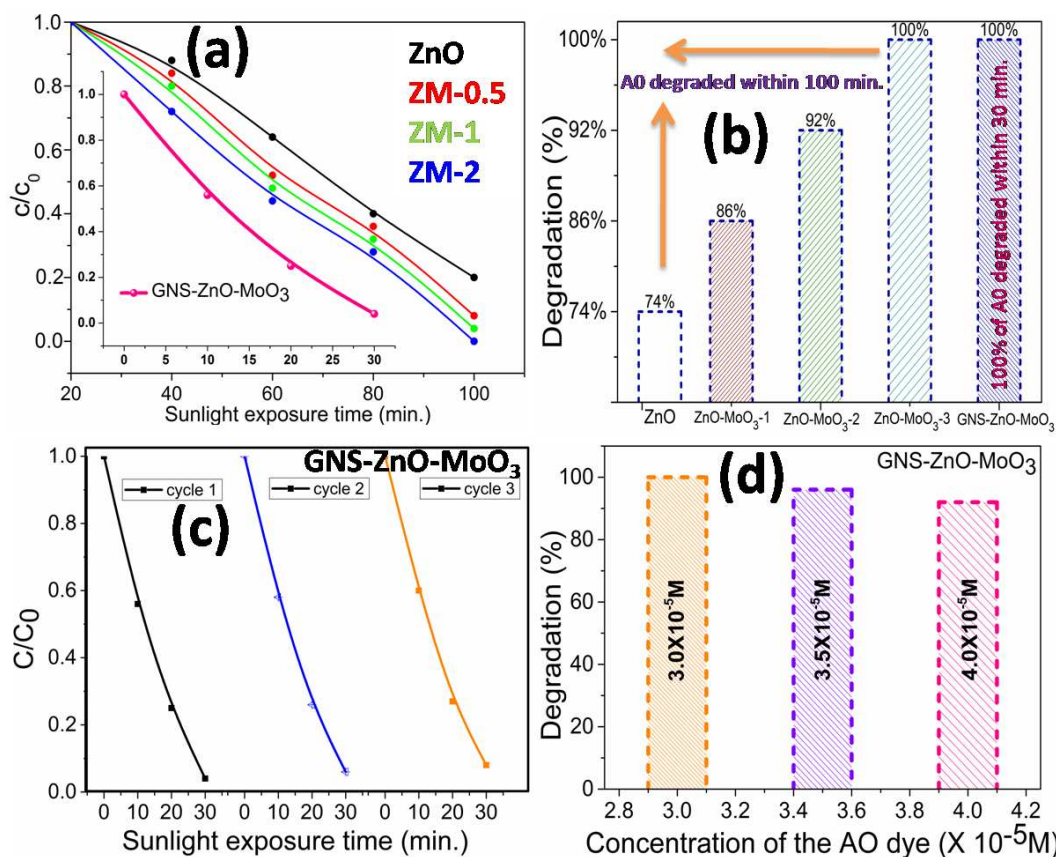 (a)
ZnO
ZM-0.5
ZM-1
ZM-2
GNS-ZnO-MoO₃
c/c₀
1.0
0.8
0.6
0.4
0.2
0.0
20 40 60 80 100
1.0
0.8
0.6
0.4
0.2
0.0
0 5 10 15 20 25 30
Sunlight exposure time (min.)
(b)
Degradation (%)
100%
92%
86%
74%
100% 100%
92%
86%
74%
A0 degraded within 100 min.
100% of A0 degraded within 30 min.
ZnO ZnO-MoO₃-1 ZnO-MoO₃-2 ZnO-MoO₃-3 GNS-ZnO-MoO₃
(c)
GNS-ZnO-MoO₃
cycle 1 cycle 2 cycle 3
C/C₀
1.0
0.8
0.6
0.4
0.2
0.0
0 10 20 30 0 10 20 30 0 10 20 30
Sunlight exposure time (min.)
(d)
GNS-ZnO-MoO₃
Degradation (%)
100
80
60
40
20
0
3.0X10⁻⁵M
3.5X10⁻⁵M
4.0X10⁻⁵M
2.8 3.0 3.2 3.4 3.6 3.8 4.0 4.2
Concentration of the AO dye (X 10⁻⁵M)